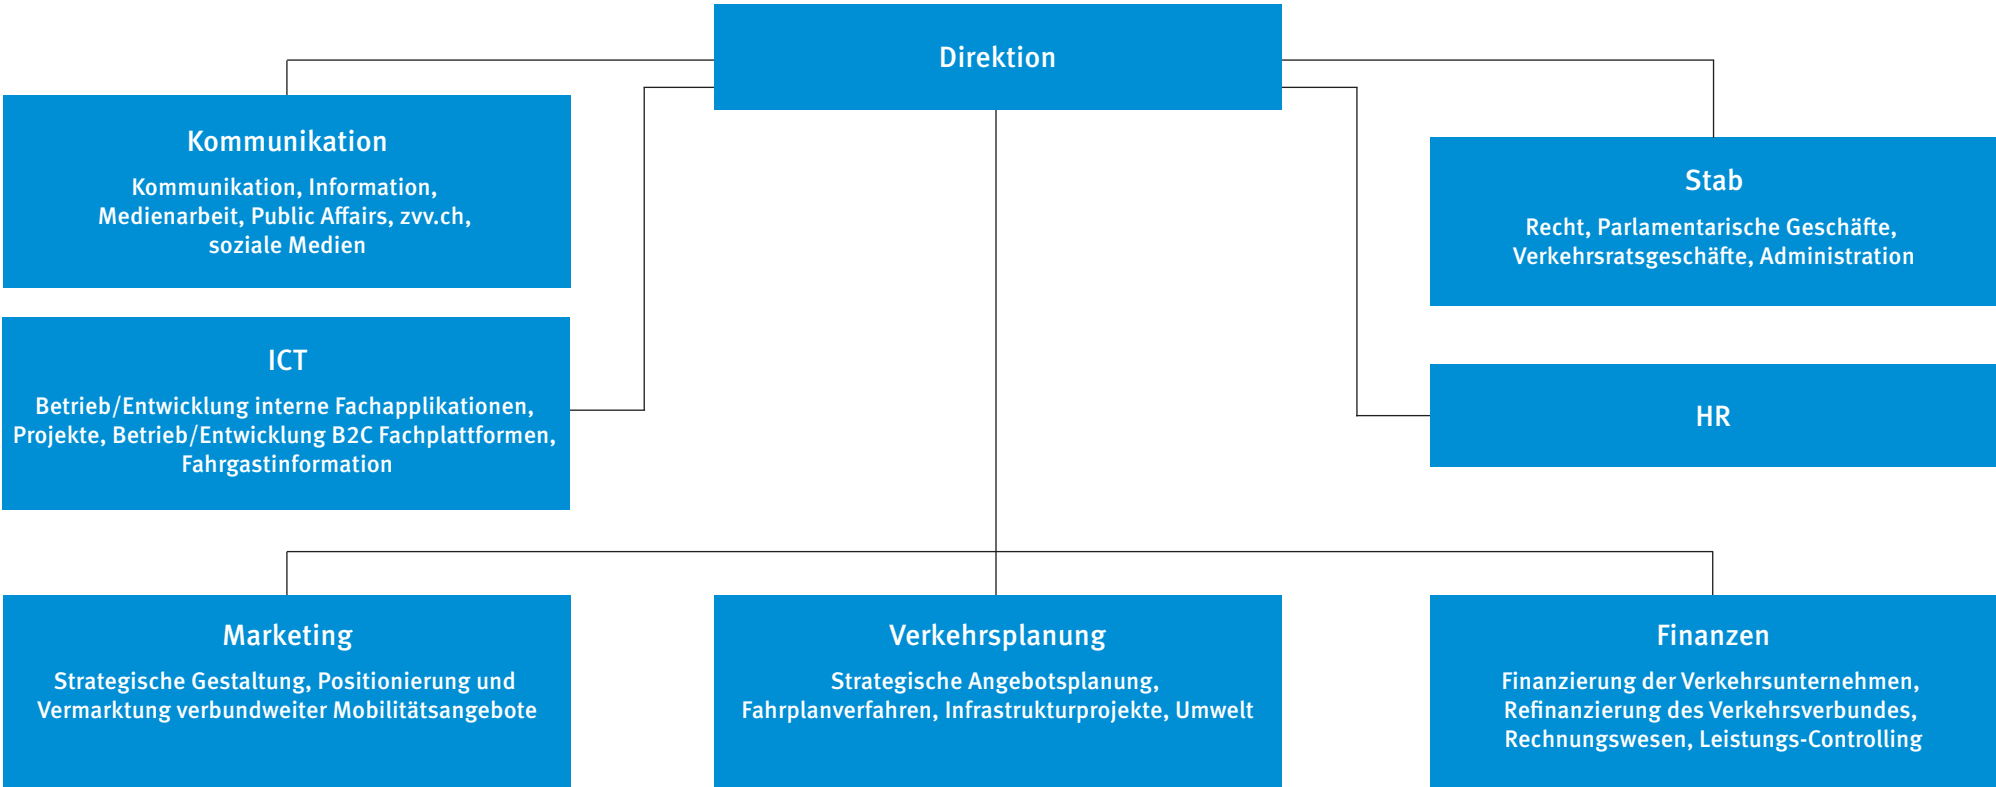 Direktion
Kommunikation
Kommunikation, Information,
Medienarbeit, Public Affairs, zvv.ch,
soziale Medien
Stab
Recht, Parlamentarische Geschäfte,
Verkehrsratsgeschäfte, Administration
ICT
Betrieb/Entwicklung interne Fachapplikationen,
Projekte, Betrieb/Entwicklung B2C Fachplattformen,
Fahrgastinformation
HR
Marketing
Strategische Gestaltung, Positionierung und
Vermarktung verbundweiter Mobilitätsangebote
Verkehrsplanung
Strategische Angebotsplanung,
Fahrplanverfahren, Infrastrukturprojekte, Umwelt
Finanzen
Finanzierung der Verkehrsunternehmen,
Refinanzierung des Verkehrsverbundes,
Rechnungswesen, Leistungs-Controlling